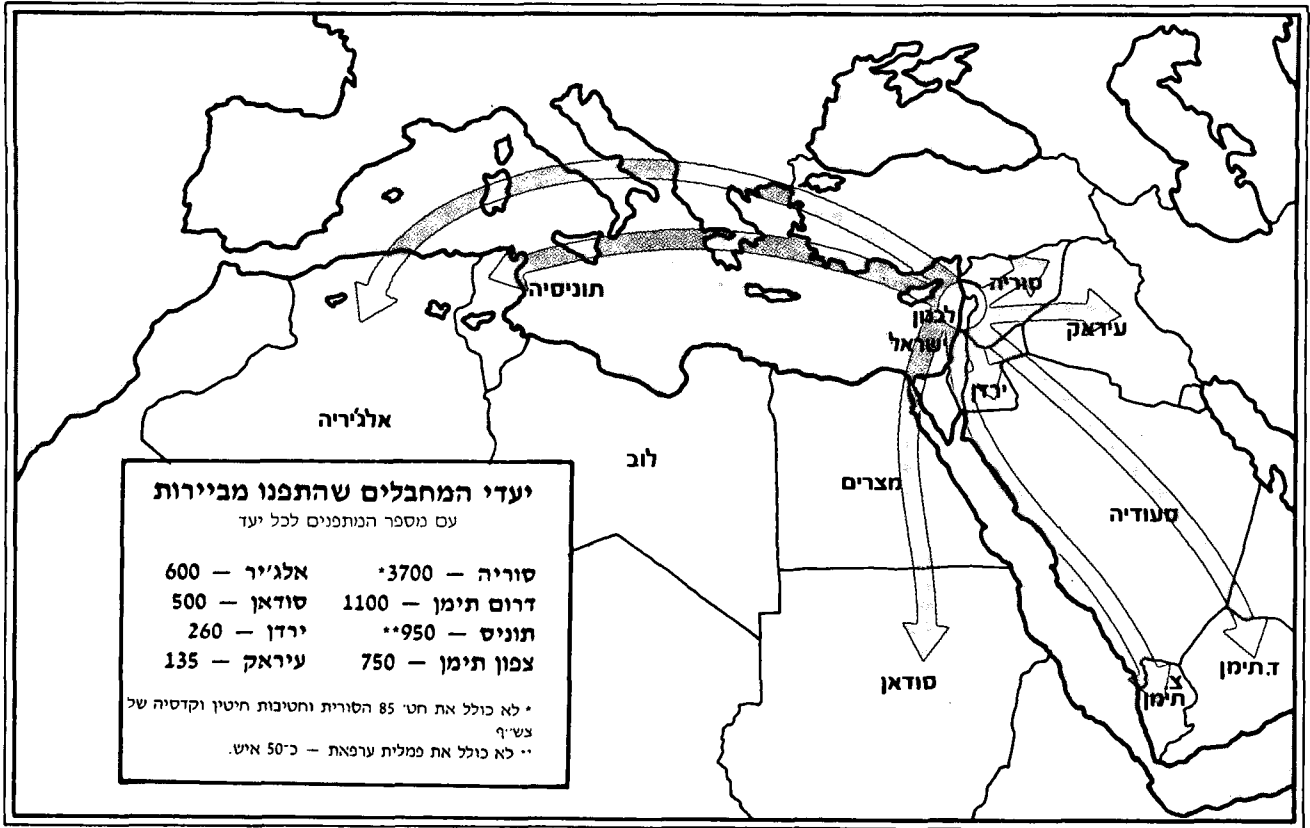 סוריה
תוניסיה
לבנון
עיראק
ישראל
ירדן
אלג'יריה
לוב
מצרים
סעודיה
סודאן
ד.תימן
צ.
תימן
יעדי המחבלים שהתפנו מביירות
עם מספר המתפנים לכל יעד
סוריה – 3700*
דרום תימן – 1100
תוניס – 950**
צפון תימן – 750
אלג'יר – 600
סודאן – 500
ירדן – 260
עיראק – 135
* לא כולל את חט' 85 הסורית וחטיבות חיטין וקדסיה של
צש"ף
** לא כולל את פמלית ערפאת – כ־50 איש.